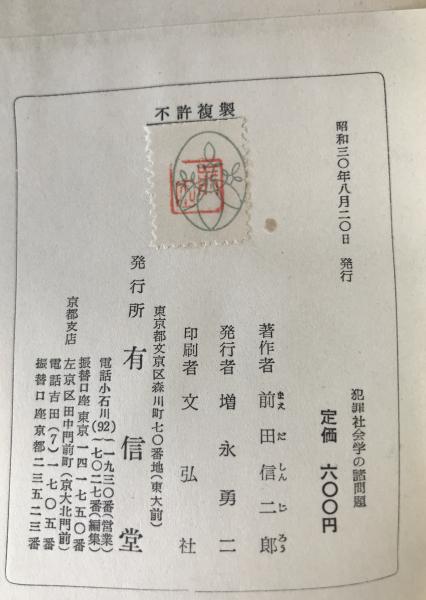 不許複製
昭和三〇年八月二〇日 発行
犯罪社会学の諸問題
定価 六〇〇円
著作者 前田信二郎
まえ だ しん じ ろう
発行者 増永勇二
印刷者 文弘社
東京都文京区森川町七〇番地(東大前)
発行所 有信堂
電話小石川(92)一九三〇番(営業)
一七〇二七番(編集)
振替口座東京一四一七五〇番
京都支店
左京区田中門前町(京大北門前)
電話吉田(7)一七〇五番
振替口座京都二三五二三番